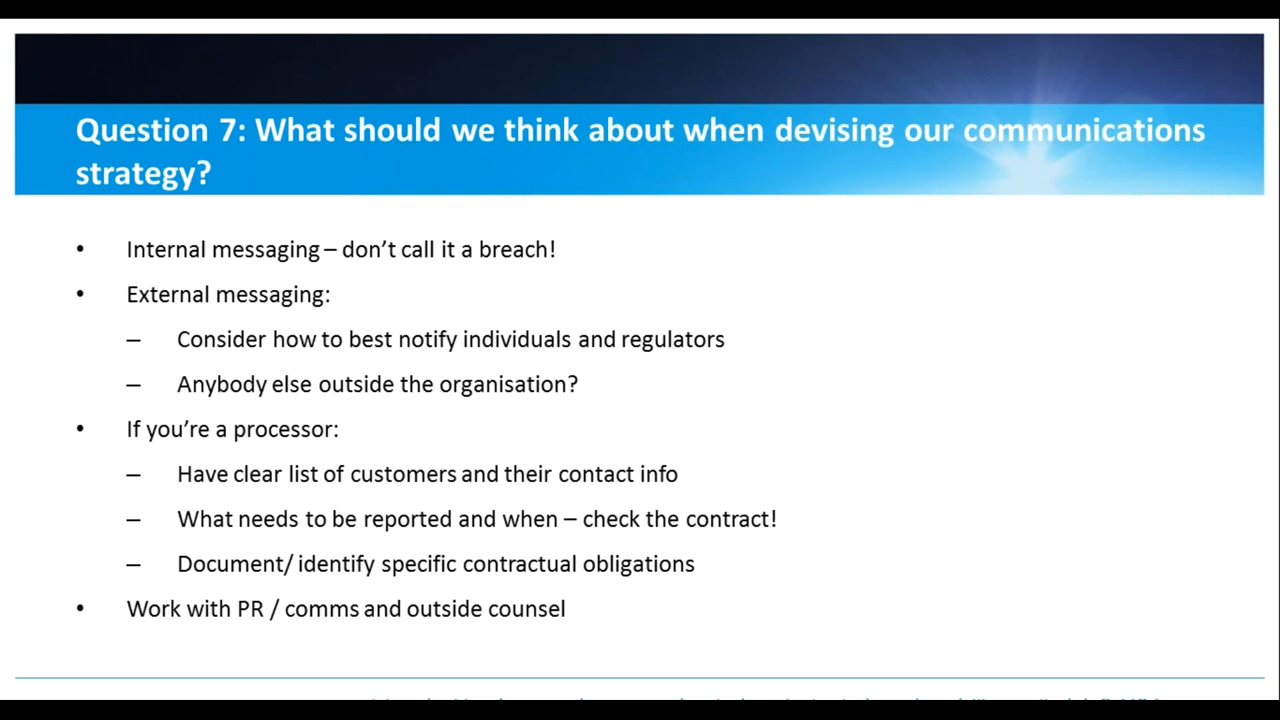 Question 7: What should we think about when devising our communications
strategy?
• Internal messaging – don’t call it a breach!
• External messaging:
– Consider how to best notify individuals and regulators
– Anybody else outside the organisation?
• If you’re a processor:
– Have clear list of customers and their contact info
– What needs to be reported and when – check the contract!
– Document/ identify specific contractual obligations
• Work with PR / comms and outside counsel